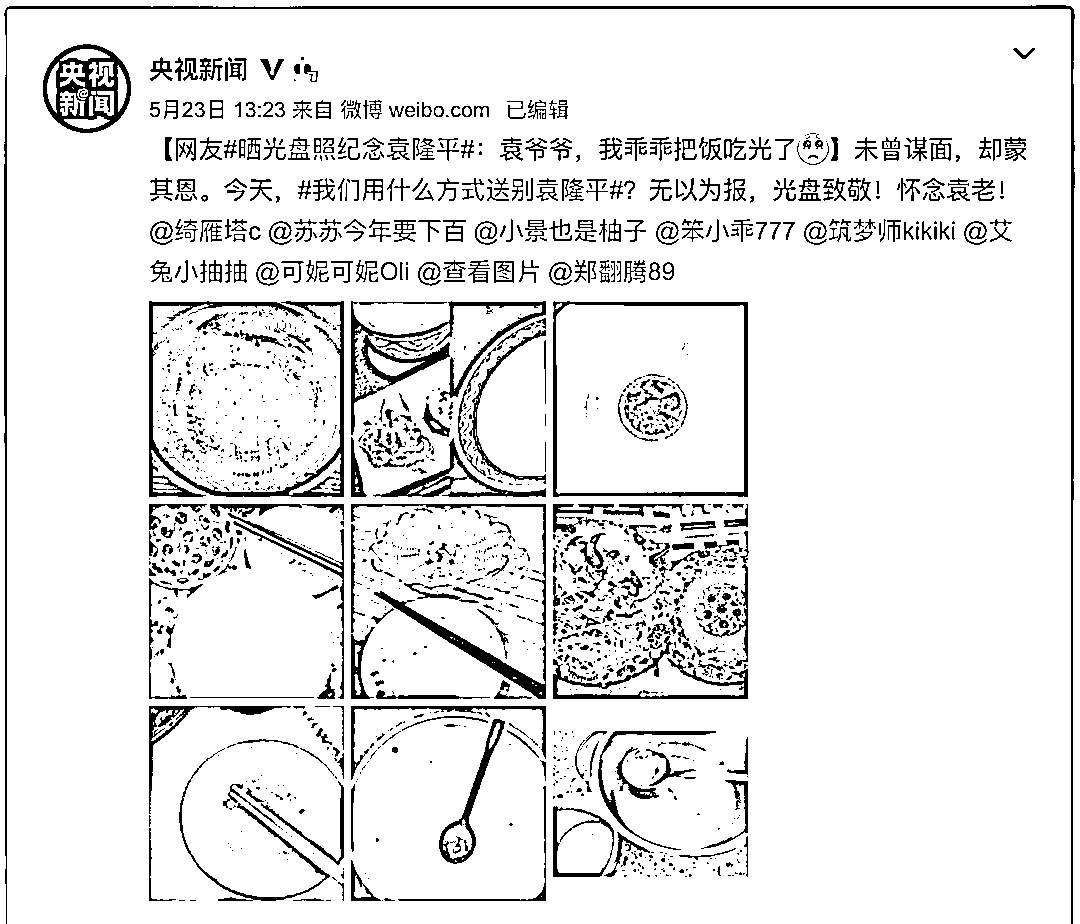 央视
新@闻
央视新闻 V
5月23日 13:23 来自 微博 weibo.com 已编辑
【网友#晒光盘照纪念袁隆平#：袁爷爷，我乖乖把饭吃光了】未曾谋面，却蒙
其恩。今天，#我们用什么方式送别袁隆平#？无以为报，光盘致敬！怀念袁老！
@绮雁塔c @苏苏今年要下百 @小景也是柚子 @笨小乖777 @筑梦师kikiki @艾
兔小抽抽 @可妮可妮Oli @查看图片 @郑翻腾89